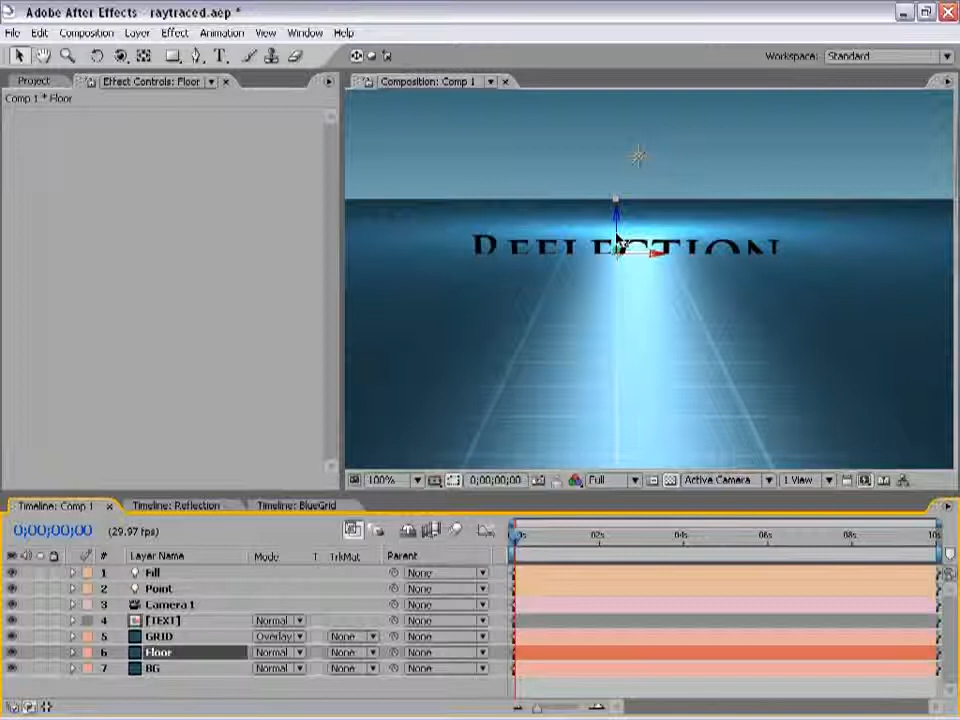 Adobe After Effects - raytraced.aep *
File Edit Composition Layer Effect Animation View Window Help
Workspace: Standard
Project Effect Controls: Floor Composition: Comp 1
Comp 1 * Floor
REFLECTION
100% 0;00;00;00 Full Active Camera 1 View
Timeline: Comp 1 Timeline: Reflection Timeline: BlueGrid
0;00;00;00 (29.97 fps) 02s 04s 06s 08s 10s
# Layer Name Mode T TrkMat Parent
1 Fill None
2 Point None
3 Camera 1 None
4 [TEXT] Normal None
5 GRID Overlay None None
6 Floor Normal None None
7 BG Normal None None